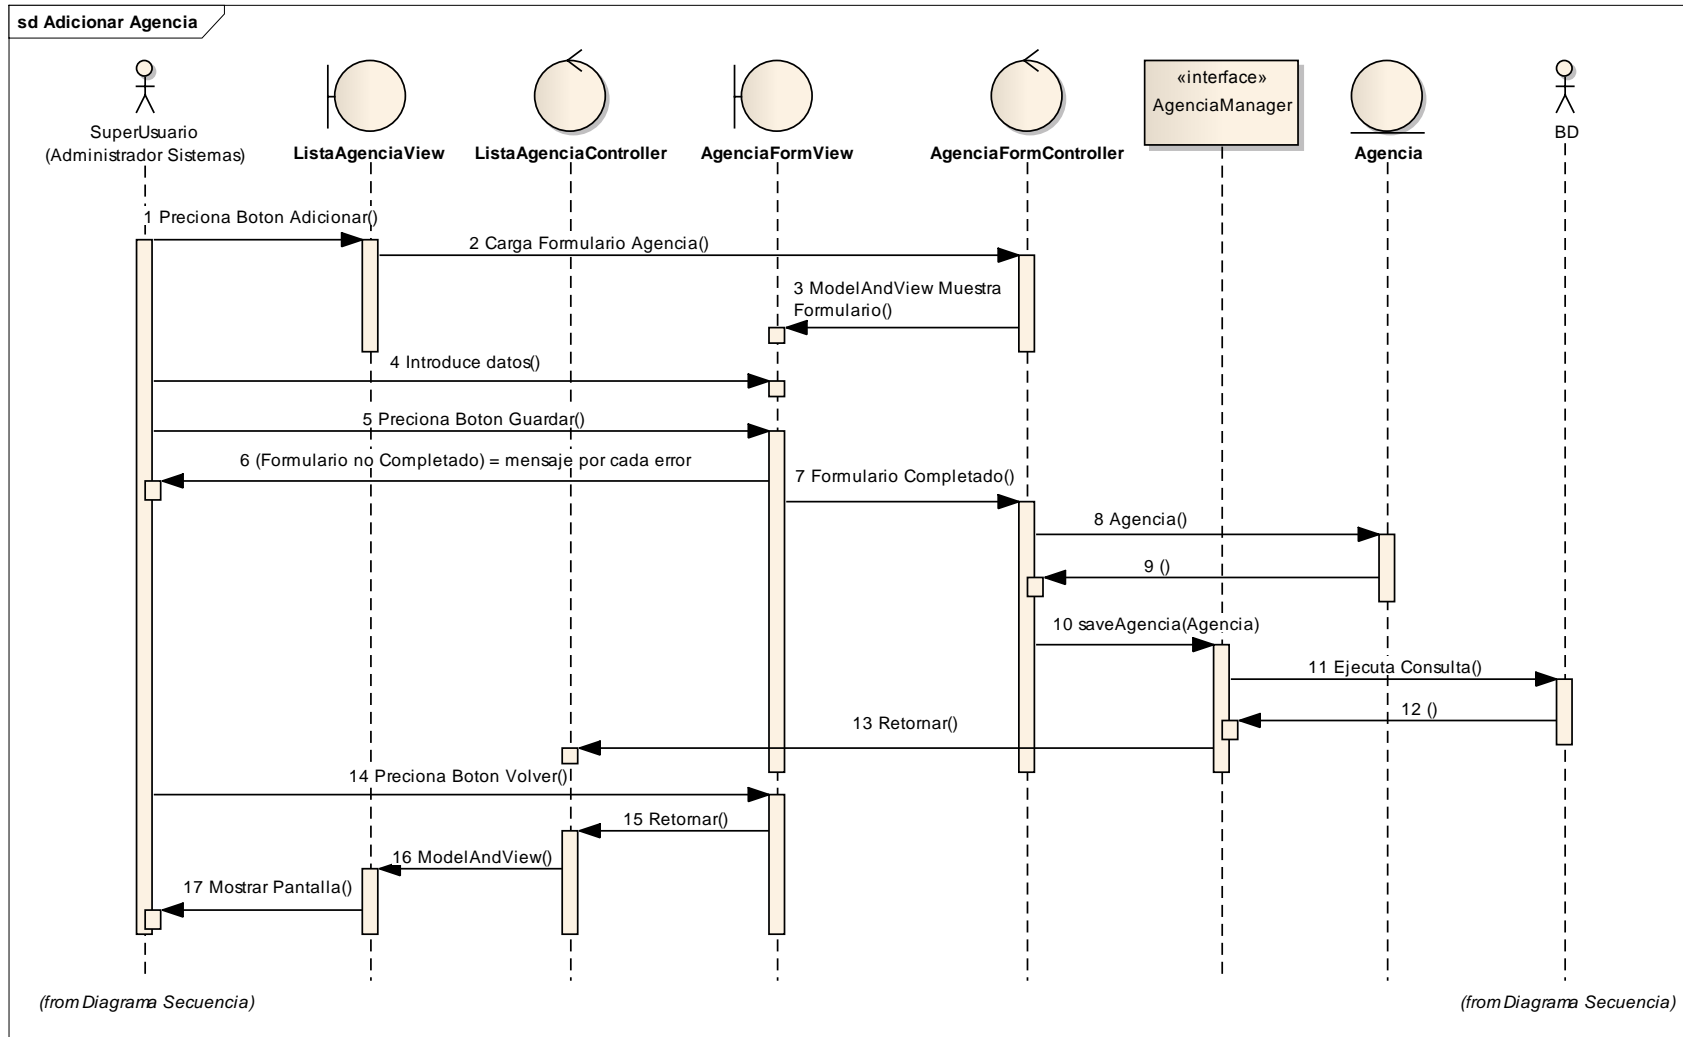 sd Adicionar Agencia
SuperUsuario
(Administrador Sistemas)
ListaAgenciaView
ListaAgenciaController
AgenciaFormView
AgenciaFormController
«interface»
AgenciaManager
Agencia
BD
1 Preciona Boton Adicionar()
2 Carga Formulario Agencia()
3 ModelAndView Muestra
Formulario()
4 Introduce datos()
5 Preciona Boton Guardar()
6 (Formulario no Completado) = mensaje por cada error
7 Formulario Completado()
8 Agencia()
9 ()
10 saveAgencia(Agencia)
11 Ejecuta Consulta()
12 ()
13 Retornar()
14 Preciona Boton Volver()
15 Retornar()
16 ModelAndView()
17 Mostrar Pantalla()
(from Diagrama Secuencia)
(from Diagrama Secuencia)